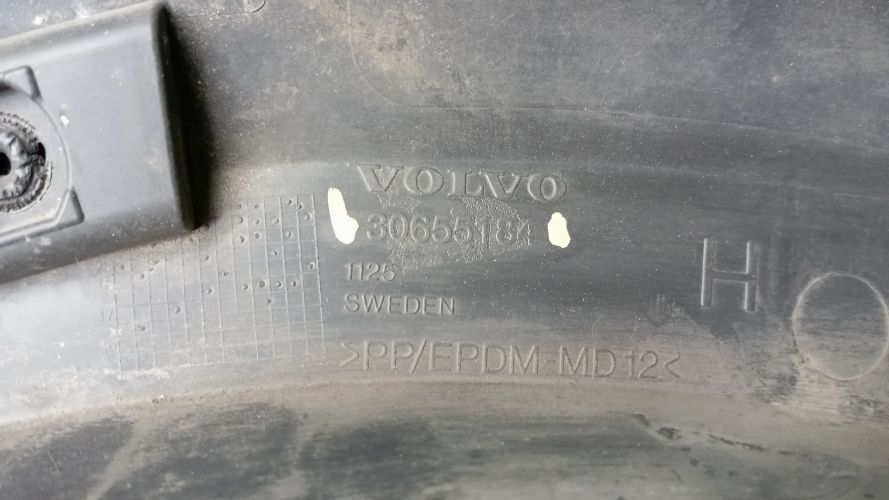 VOLVO
30655184
1125
SWEDEN
H
>PP/EPDM-MD12<